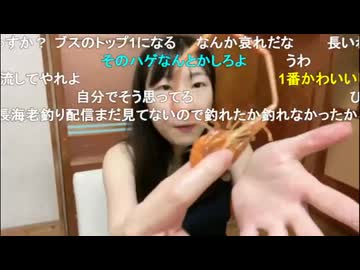 うすか？ ブスのトップ1になる なんか哀れだな 長いね
そのハゲなんとかしろよ うわ
流してやれよ 1番かわいい
自分でそう思ってろ ひ
長海老釣り配信まだ見てないので釣れたか釣れなかったか